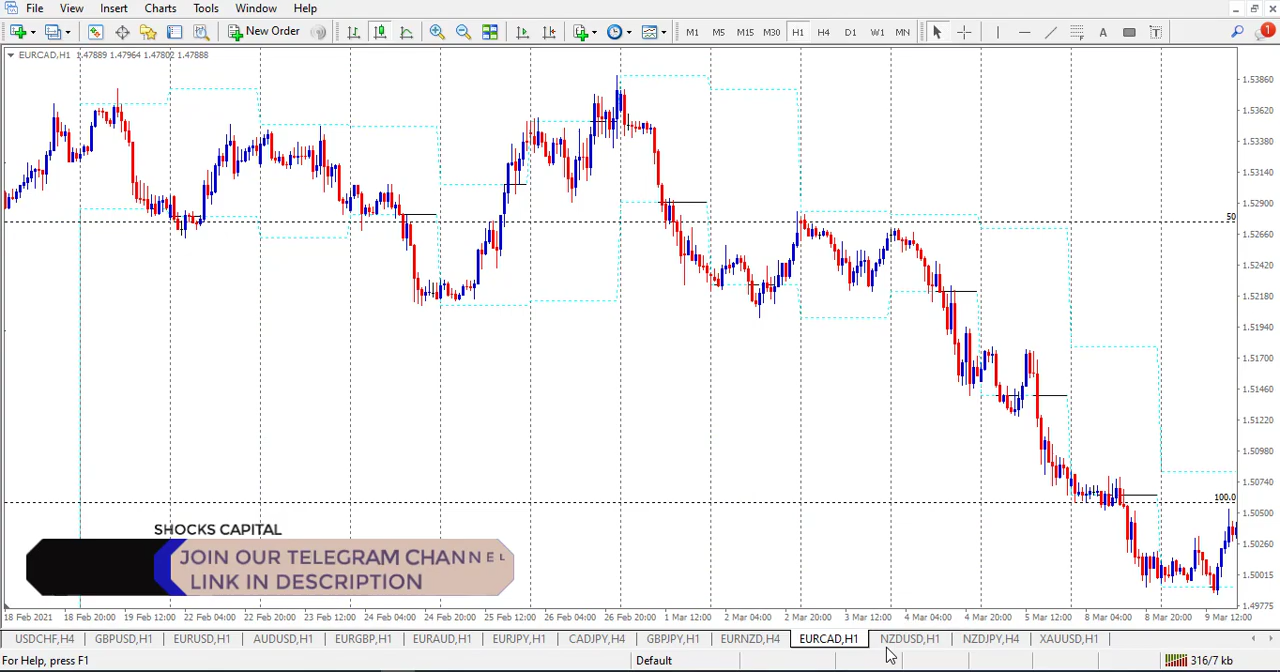 File View Insert Charts Tools Window Help
New Order M1 M5 M15 M30 H1 H4 D1 W1 MN A T 1
EURCAD,H1 1.47889 1.47964 1.47802 1.47888
1.53860
1.53620
1.53380
1.53140
1.52900
50
1.52660
1.52420
1.52180
1.51940
1.51700
1.51460
1.51220
1.50980
1.50740
100.0
1.50500
1.50260
1.50015
1.49775
SHOCKS CAPITAL
JOIN OUR TELEGRAM CHANNEL
LINK IN DESCRIPTION
18 Feb 2021 18 Feb 20:00 19 Feb 12:00 22 Feb 04:00 22 Feb 20:00 23 Feb 12:00 24 Feb 04:00 24 Feb 20:00 25 Feb 12:00 26 Feb 04:00 26 Feb 20:00 1 Mar 12:00 2 Mar 04:00 2 Mar 20:00 3 Mar 12:00 4 Mar 04:00 4 Mar 20:00 5 Mar 12:00 8 Mar 04:00 8 Mar 20:00 9 Mar 12:00
USDCHF,H4 GBPUSD,H1 EURUSD,H1 AUDUSD,H1 EURGBP,H1 EURAUD,H1 EURJPY,H1 CADJPY,H4 GBPJPY,H1 EURNZD,H4 EURCAD,H1 NZDUSD,H1 NZDJPY,H4 XAUUSD,H1
For Help, press F1 Default 316/7 kb